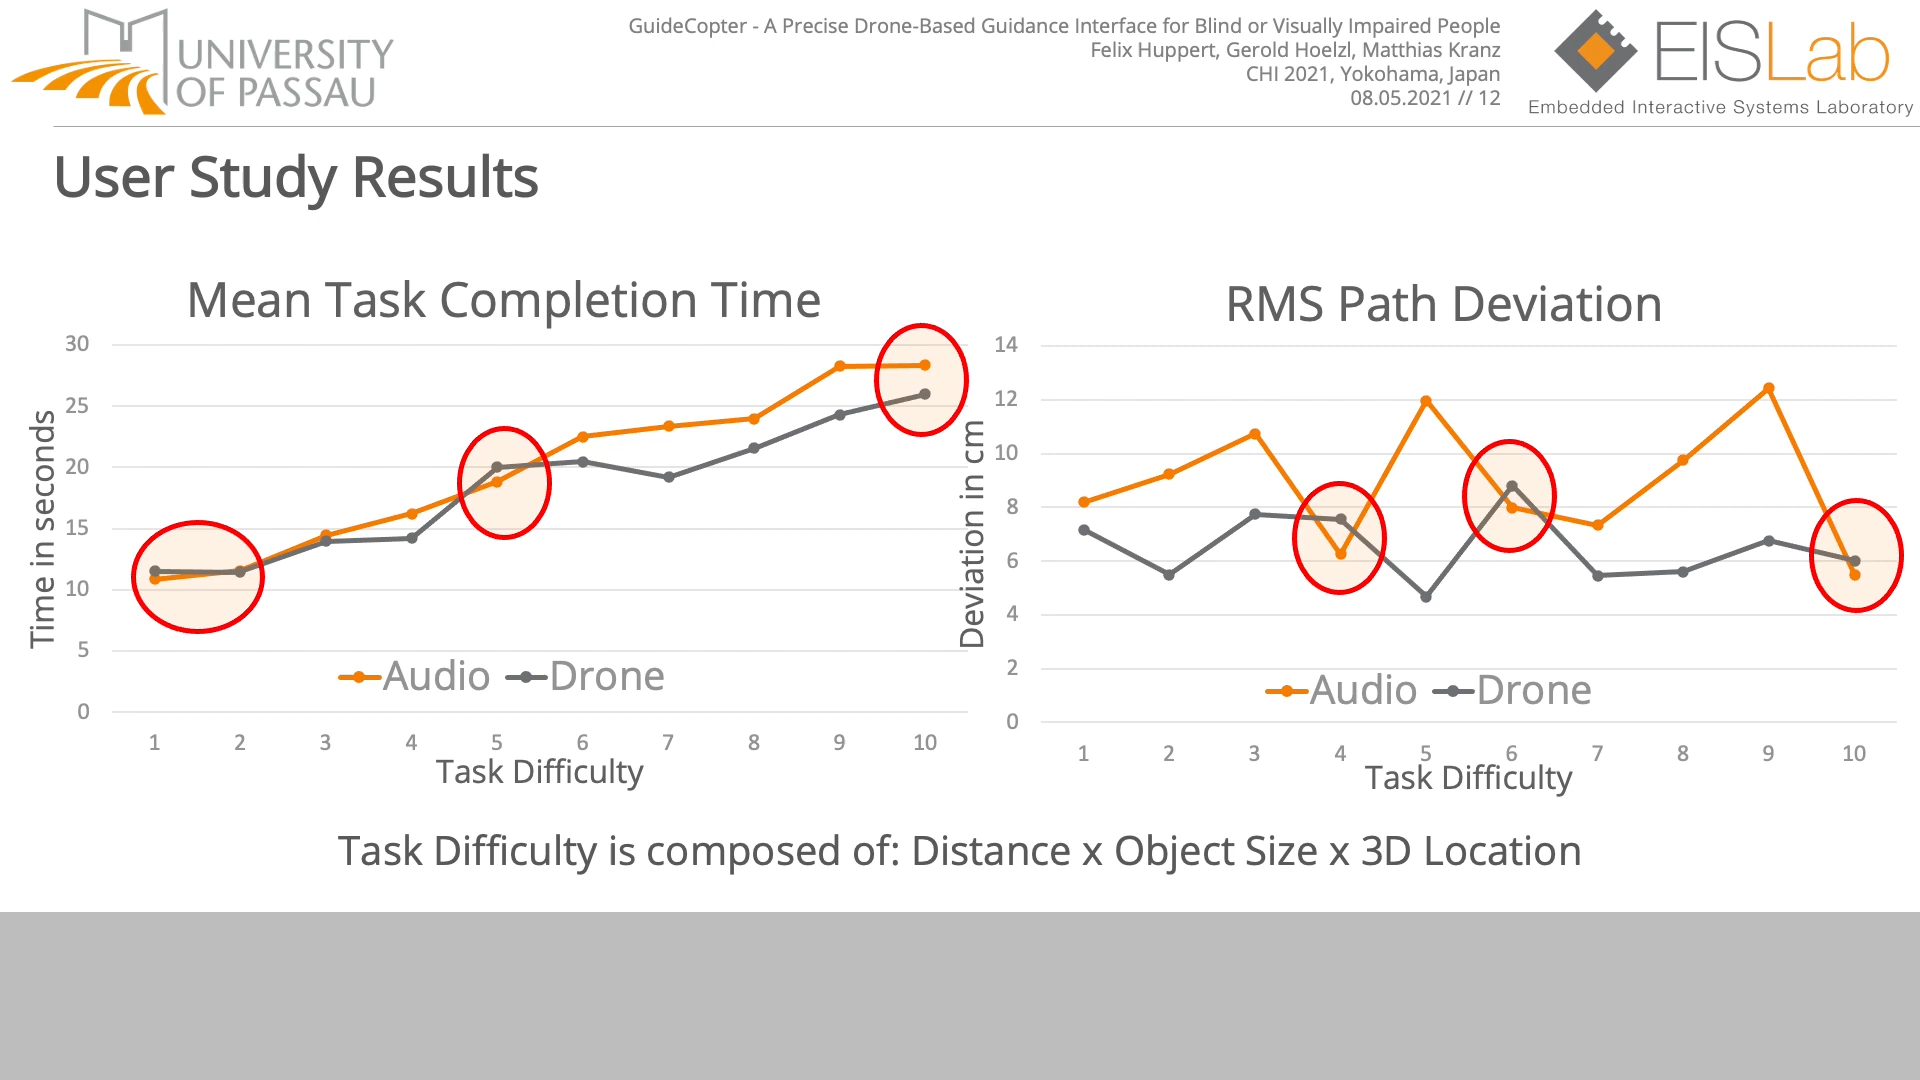 UNIVERSITY
OF PASSAU
GuideCopter - A Precise Drone-Based Guidance Interface for Blind or Visually Impaired People
Felix Huppert, Gerold Hoelzl, Matthias Kranz
CHI 2021, Yokohama, Japan
08.05.2021 // 12
EISLab
Embedded Interactive Systems Laboratory
User Study Results
Mean Task Completion Time
30
25
20
15
10
5
0
Time in seconds
Audio Drone
1 2 3 4 5 6 7 8 9 10
Task Difficulty
RMS Path Deviation
14
12
10
8
6
4
2
0
Deviation in cm
Audio Drone
1 2 3 4 5 6 7 8 9 10
Task Difficulty
Task Difficulty is composed of: Distance x Object Size x 3D Location